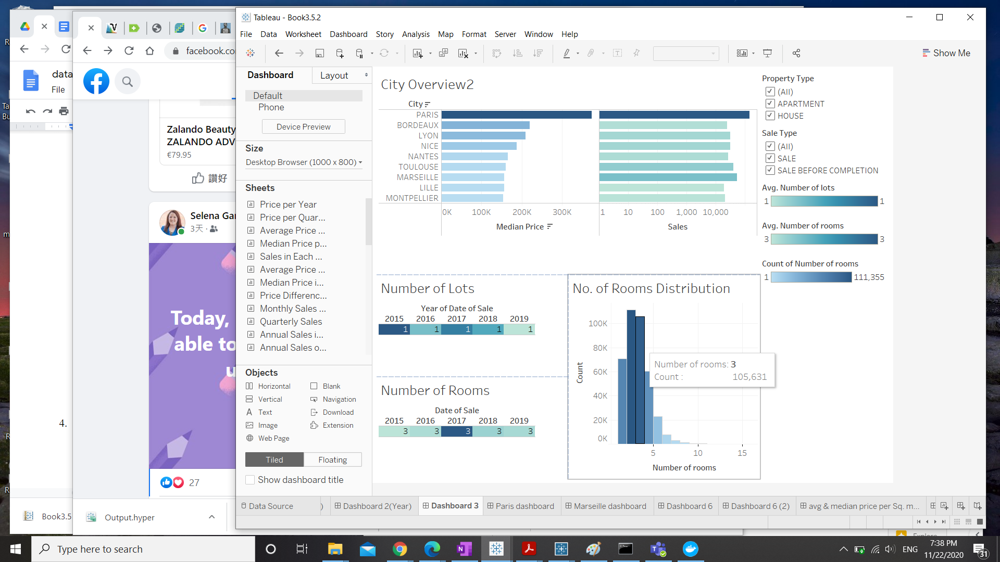 Tableau - Book3.5.2
File Data Worksheet Dashboard Story Analysis Map Format Server Window Help
facebook.co
Show Me
data
File
Dashboard
Layout
Default
Phone
Device Preview
Size
Desktop Browser (1000 x 800)
Sheets
Price per Year
Price per Quar...
Average Price ...
Median Price p...
Sales in Each ...
Average Price ...
Median Price i...
Price Differenc...
Monthly Sales ...
Quarterly Sales
Annual Sales i...
Annual Sales o...
Objects
Horizontal
Blank
Vertical
Navigation
Text
Download
Image
Extension
Web Page
Tiled
Floating
Show dashboard title
Zalando Beauty
ZALANDO ADV
€79.95
讚好
Selena Gar
3天 ·
Today,
able to
u
27
4.
City Overview2
City
PARIS
BORDEAUX
LYON
NICE
NANTES
TOULOUSE
MARSEILLE
LILLE
MONTPELLIER
0K 100K 200K 300K
1 10 100 1,000 10,000
Median Price
Sales
Property Type
(All)
APARTMENT
HOUSE
Sale Type
(All)
SALE
SALE BEFORE COMPLETION
Avg. Number of lots
1 1
Avg. Number of rooms
3 3
Count of Number of rooms
1 111,355
Number of Lots
Year of Date of Sale
2015 2016 2017 2018 2019
1 1 1 1 1
Number of Rooms
Date of Sale
2015 2016 2017 2018 2019
3 3 3 3 3
No. of Rooms Distribution
100K
80K
60K
40K
20K
0K
Count
5 10 15
Number of rooms
Number of rooms: 3
Count : 105,631
Data Source
)
Dashboard 2(Year)
Dashboard 3
Paris dashboard
Marseille dashboard
Dashboard 6
Dashboard 6 (2)
avg & median price per Sq. m...
Book3.5
Output.hyper
Type here to search
ENG
7:38 PM
11/22/2020
31